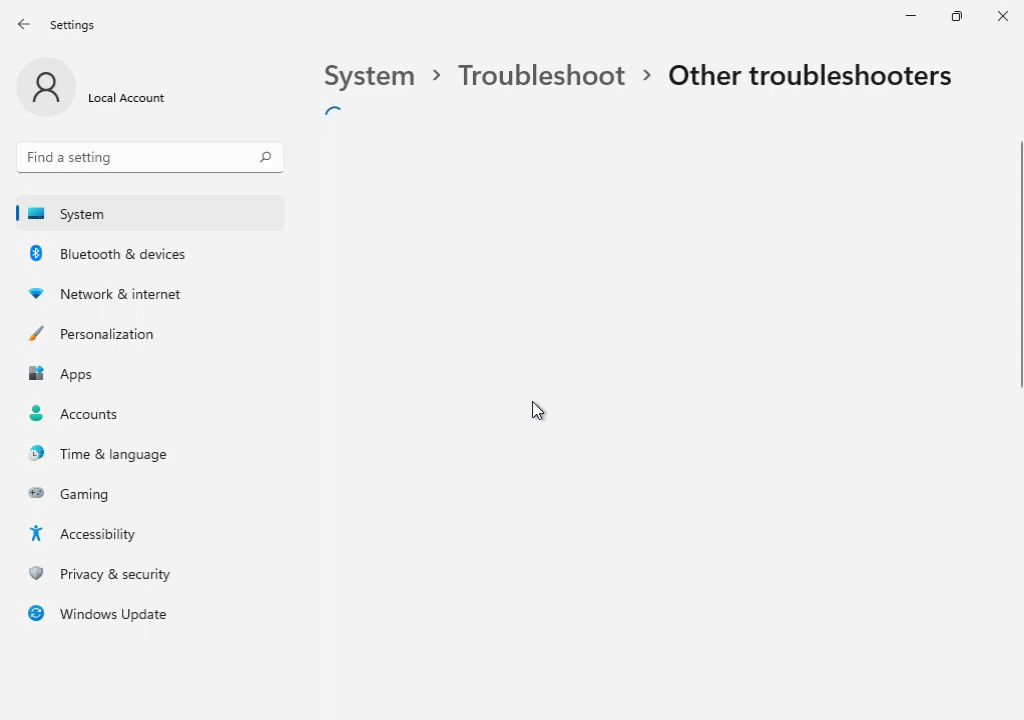 Settings
Local Account
Find a setting
System
Bluetooth & devices
Network & internet
Personalization
Apps
Accounts
Time & language
Gaming
Accessibility
Privacy & security
Windows Update
System > Troubleshoot > Other troubleshooters